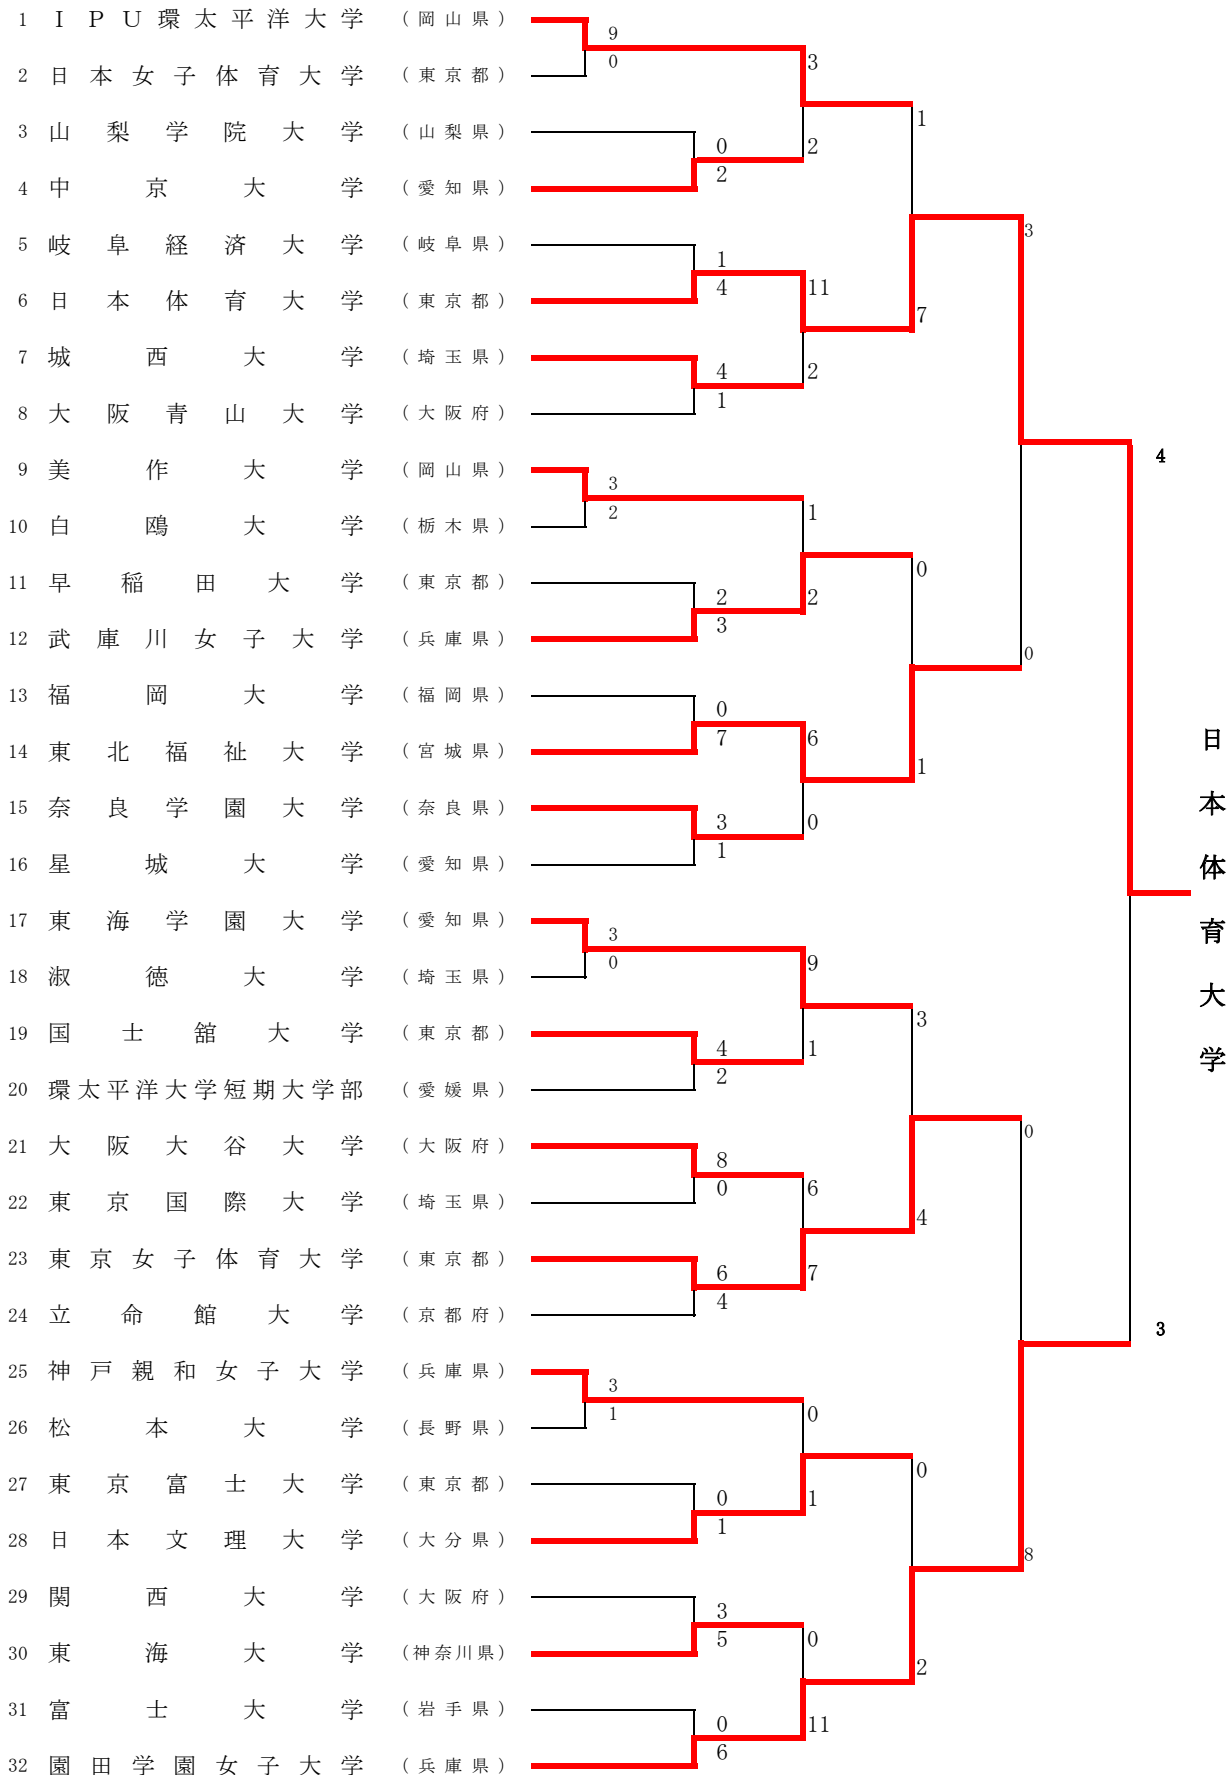 1 ＩＰＵ環太平洋大学 (岡山県)
9
0
3
2 日本女子体育大学 (東京都)
1
3 山梨学院大学 (山梨県)
0
2
2
4 中京大学 (愛知県)
3
5 岐阜経済大学 (岐阜県)
1
4
11
6 日本体育大学 (東京都)
7
7 城西大学 (埼玉県)
4
1
2
8 大阪青山大学 (大阪府)
4
9 美作大学 (岡山県)
3
2
1
10 白鴎大学 (栃木県)
0
11 早稲田大学 (東京都)
2
3
2
12 武庫川女子大学 (兵庫県)
0
13 福岡大学 (福岡県)
0
7
6
14 東北福祉大学 (宮城県)
1
15 奈良学園大学 (奈良県)
3
1
0
16 星城大学 (愛知県)
日本体育大学
17 東海学園大学 (愛知県)
3
0
9
18 淑徳大学 (埼玉県)
3
19 国士舘大学 (東京都)
4
2
1
20 環太平洋大学短期大学部 (愛媛県)
0
21 大阪大谷大学 (大阪府)
8
0
6
22 東京国際大学 (埼玉県)
4
23 東京女子体育大学 (東京都)
6
4
7
24 立命館大学 (京都府)
3
25 神戸親和女子大学 (兵庫県)
3
1
0
26 松本大学 (長野県)
0
27 東京富士大学 (東京都)
0
1
1
28 日本文理大学 (大分県)
8
29 関西大学 (大阪府)
3
5
0
30 東海大学 (神奈川県)
2
31 富士大学 (岩手県)
0
6
11
32 園田学園女子大学 (兵庫県)